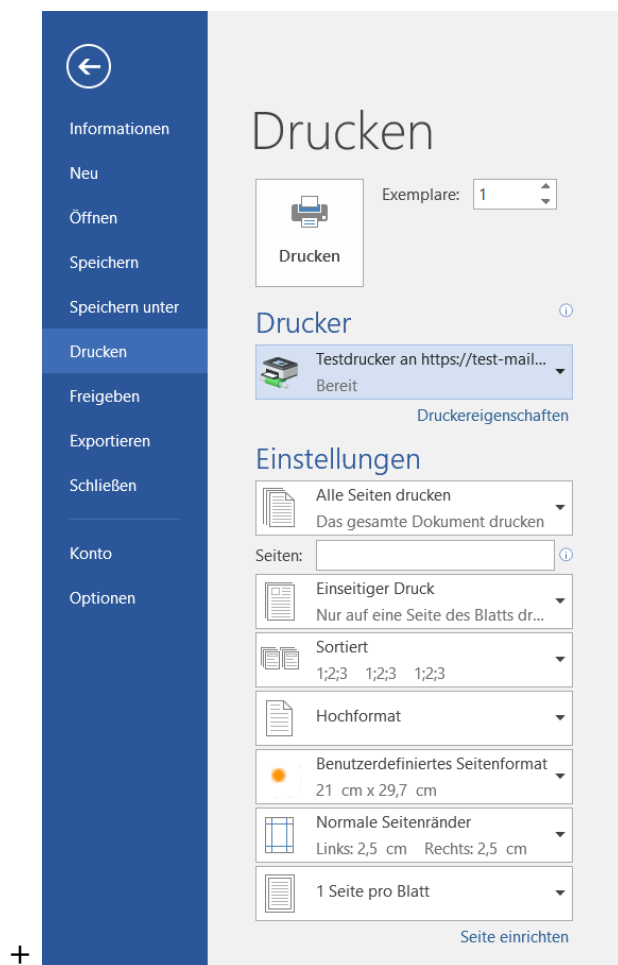 Informationen
Neu
Öffnen
Speichern
Speichern unter
Drucken
Freigeben
Exportieren
Schließen
Konto
Optionen
Drucken
Drucken
Exemplare: 1
Drucker
Testdrucker an https://test-mail...
Bereit
Druckereigenschaften
Einstellungen
Alle Seiten drucken
Das gesamte Dokument drucken
Seiten:
Einseitiger Druck
Nur auf eine Seite des Blatts dr...
Sortiert
1;2;3 1;2;3 1;2;3
Hochformat
Benutzerdefiniertes Seitenformat
21 cm x 29,7 cm
Normale Seitenränder
Links: 2,5 cm Rechts: 2,5 cm
1 Seite pro Blatt
Seite einrichten
+